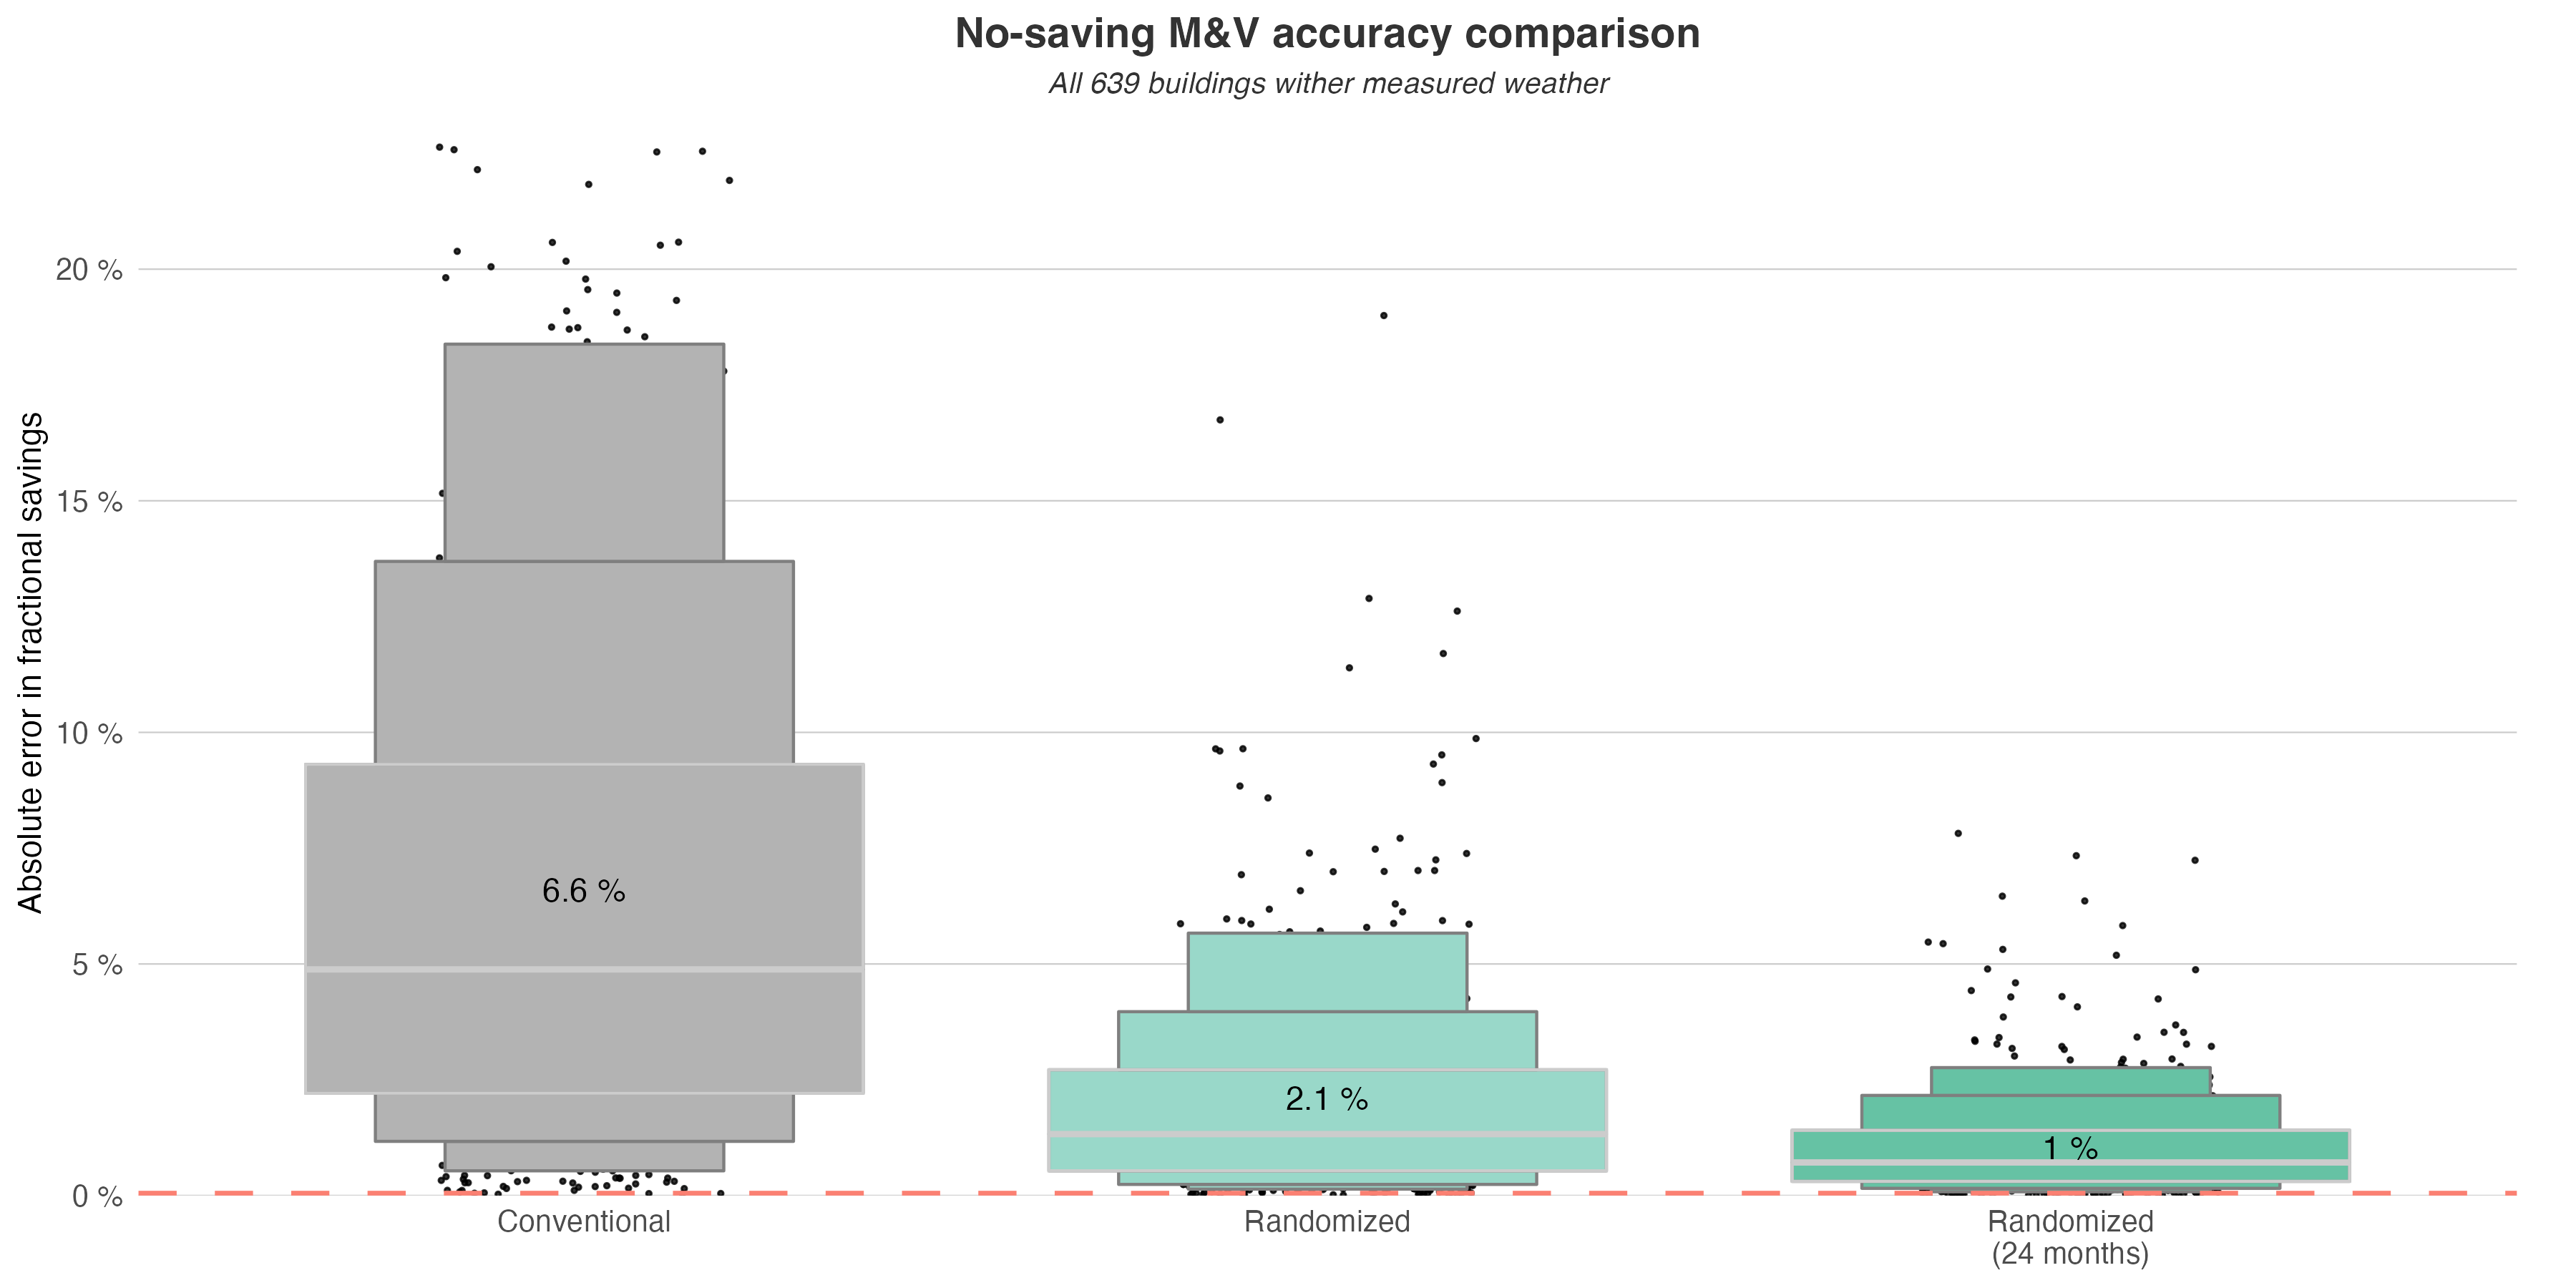 No-saving M&V accuracy comparison
All 639 buildings wither measured weather
Absolute error in fractional savings
20 %
15 %
10 %
5 %
0 %
6.6 %
2.1 %
1 %
Conventional
Randomized
Randomized
(24 months)